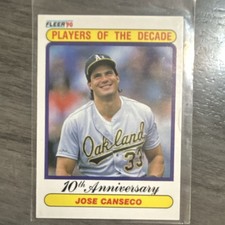 FLEER 90
PLAYERS OF THE DECADE
Oakland
33
10th Anniversary
JOSE CANSECO